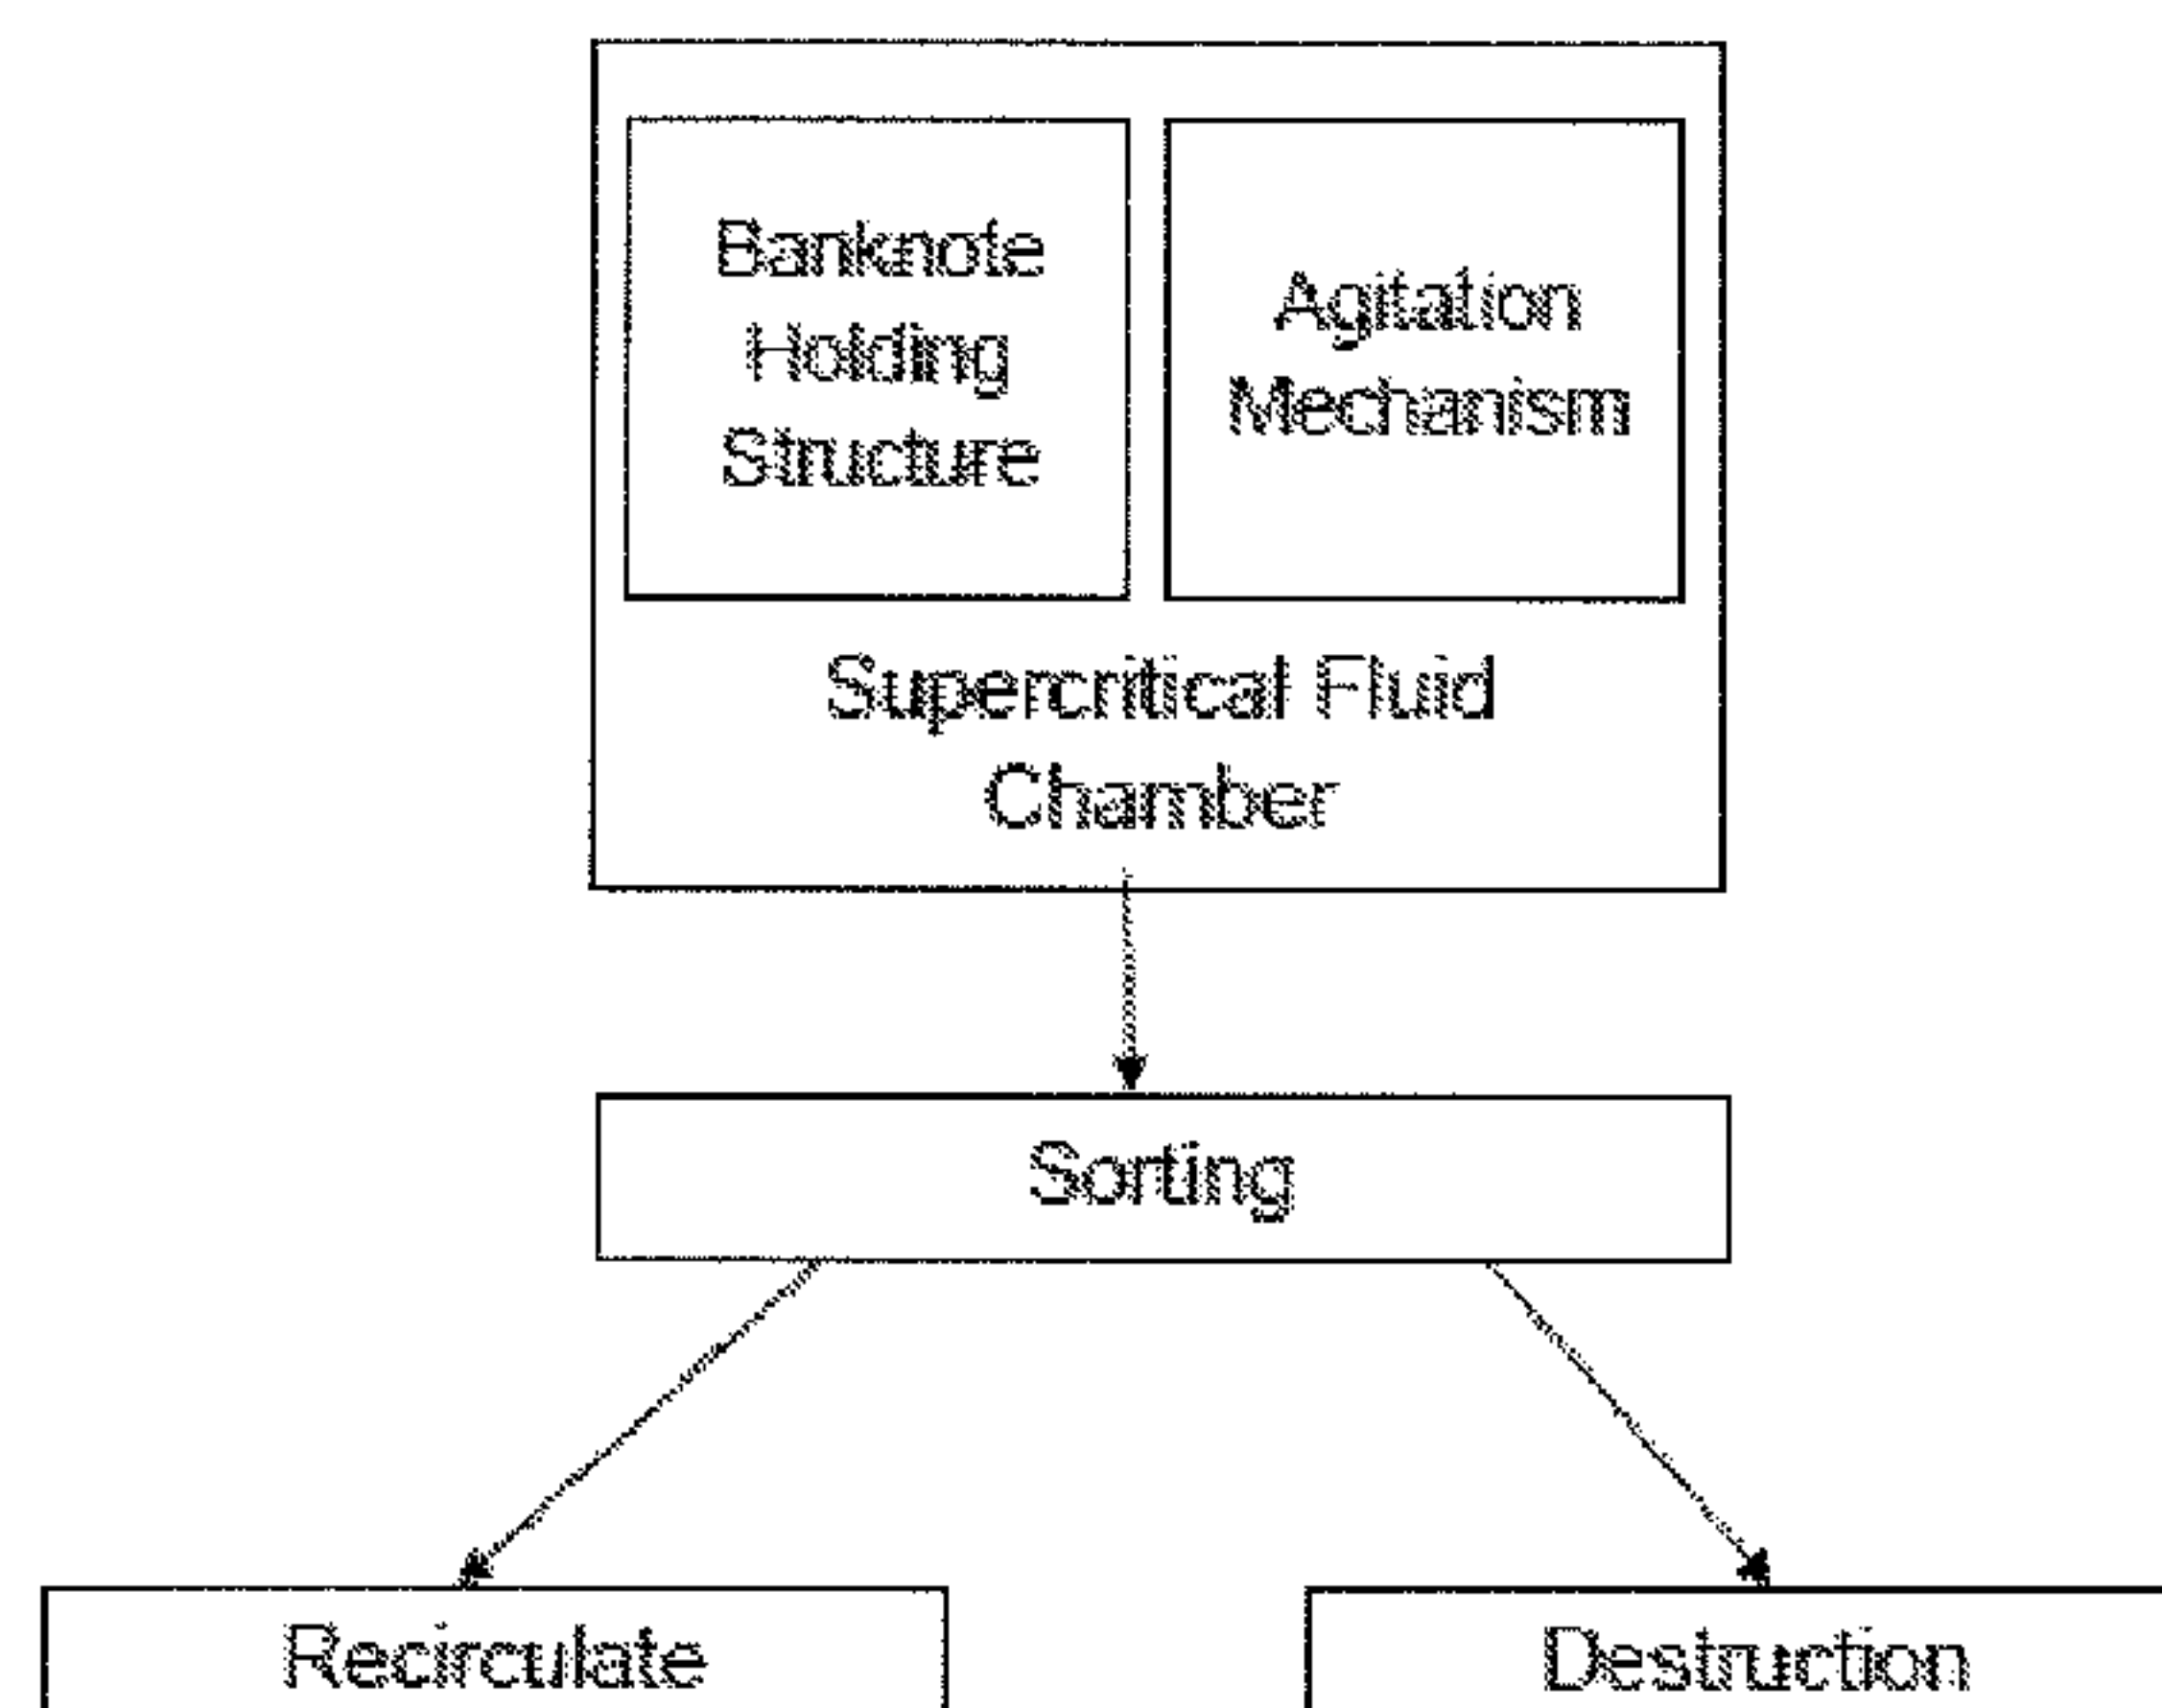 Banknote
Holding
Structure
Agitation
Mechanism
Supercritical Fluid
Chamber
Sorting
Recirculate
Destruction